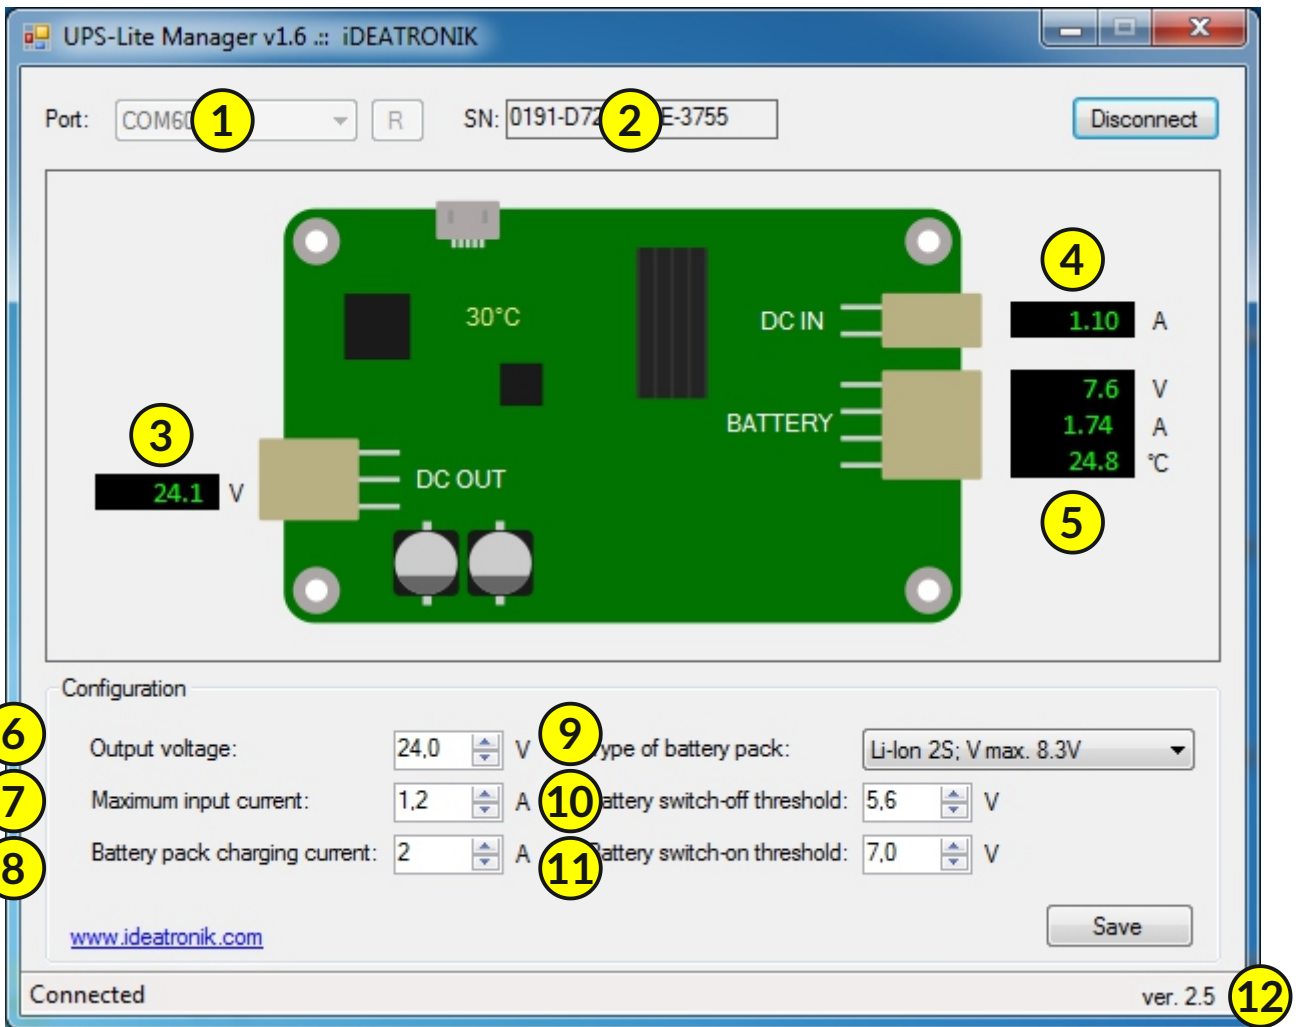 UPS-Lite Manager v1.6 .:: iDEATRONIK
Port: 1 R SN: 2 Disconnect
4
30°C DC IN 1.10 A
7.6 V
3 BATTERY 1.74 A
24.8 °C
24.1 V DC OUT
5
Configuration
6 Output voltage: 24,0 V 9 Type of battery pack: Li-Ion 2S; V max. 8.3V
7 Maximum input current: 1,2 A 10 Battery switch-off threshold: 5,6 V
8 Battery pack charging current: 2 A 11 Battery switch-on threshold: 7,0 V
www.ideatronik.com Save
Connected ver. 2.5 12